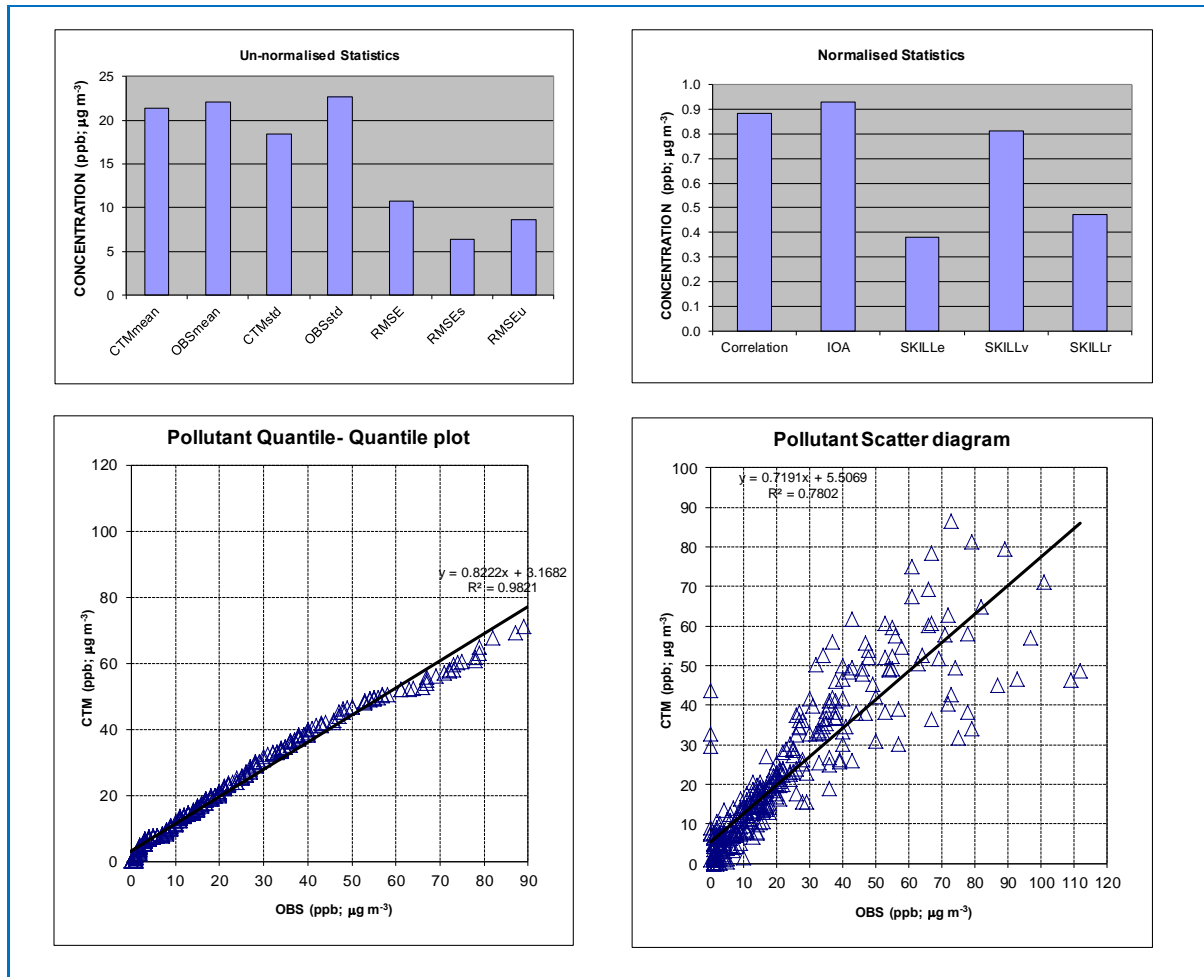 Un-normalised Statistics
25
20
15
10
5
0
CONCENTRATION (ppb; µg m-3)
CTMmean
OBSmean
CTMstd
OBSstd
RMSE
RMSEs
RMSEu
Normalised Statistics
1.0
0.9
0.8
0.7
0.6
0.5
0.4
0.3
0.2
0.1
0.0
CONCENTRATION (ppb; µg m-3)
Correlation IOA SKILLe SKILLv SKILLr
Pollutant Quantile- Quantile plot
120
100
80
60
40
20
0
CTM (ppb; µg m-3)
y = 0.8222x + 3.1682
R² = 0.9821
0 10 20 30 40 50 60 70 80 90
OBS (ppb; µg m-3)
Pollutant Scatter diagram
100
90
80
70
60
50
40
30
20
10
0
CTM (ppb; µg m-3)
y = 0.7191x + 5.5069
R² = 0.7802
0 10 20 30 40 50 60 70 80 90 100 110 120
OBS (ppb; µg m-3)